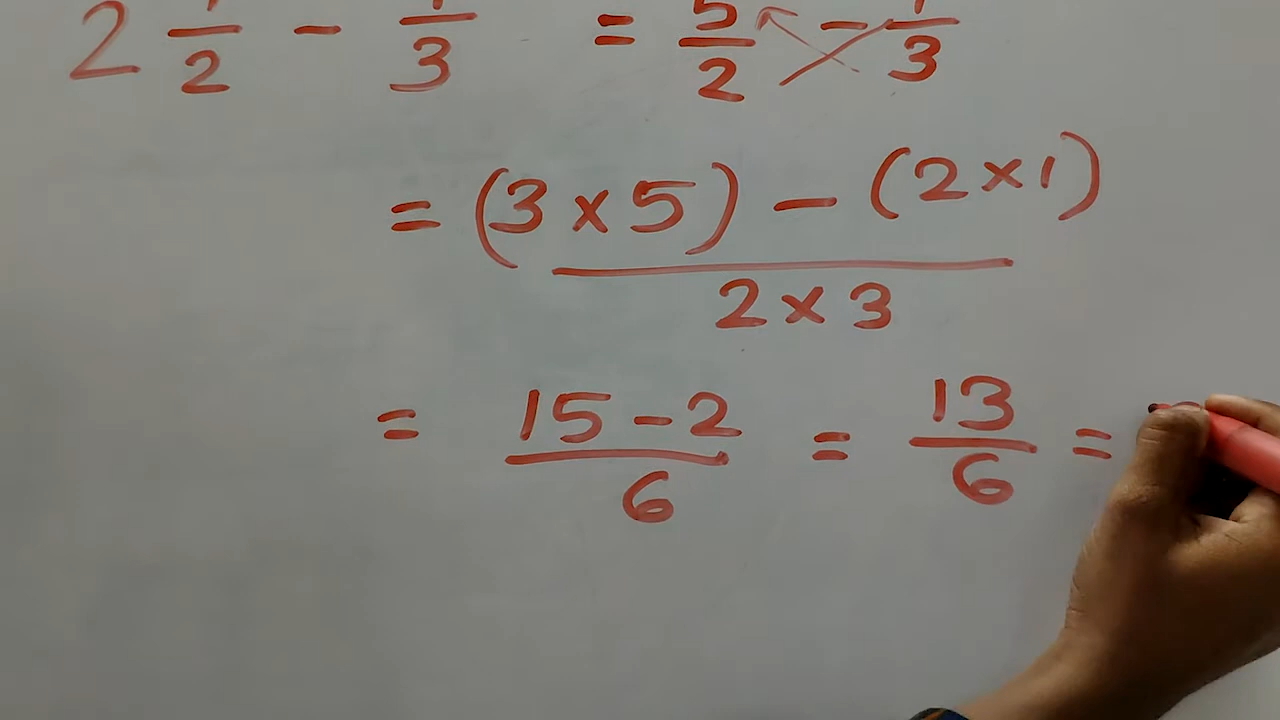 2 1/2 - 1/3 = 5/2 - 1/3
= (3 × 5) - (2 × 1) / 2 × 3
= 15 - 2 / 6 = 13 / 6 =